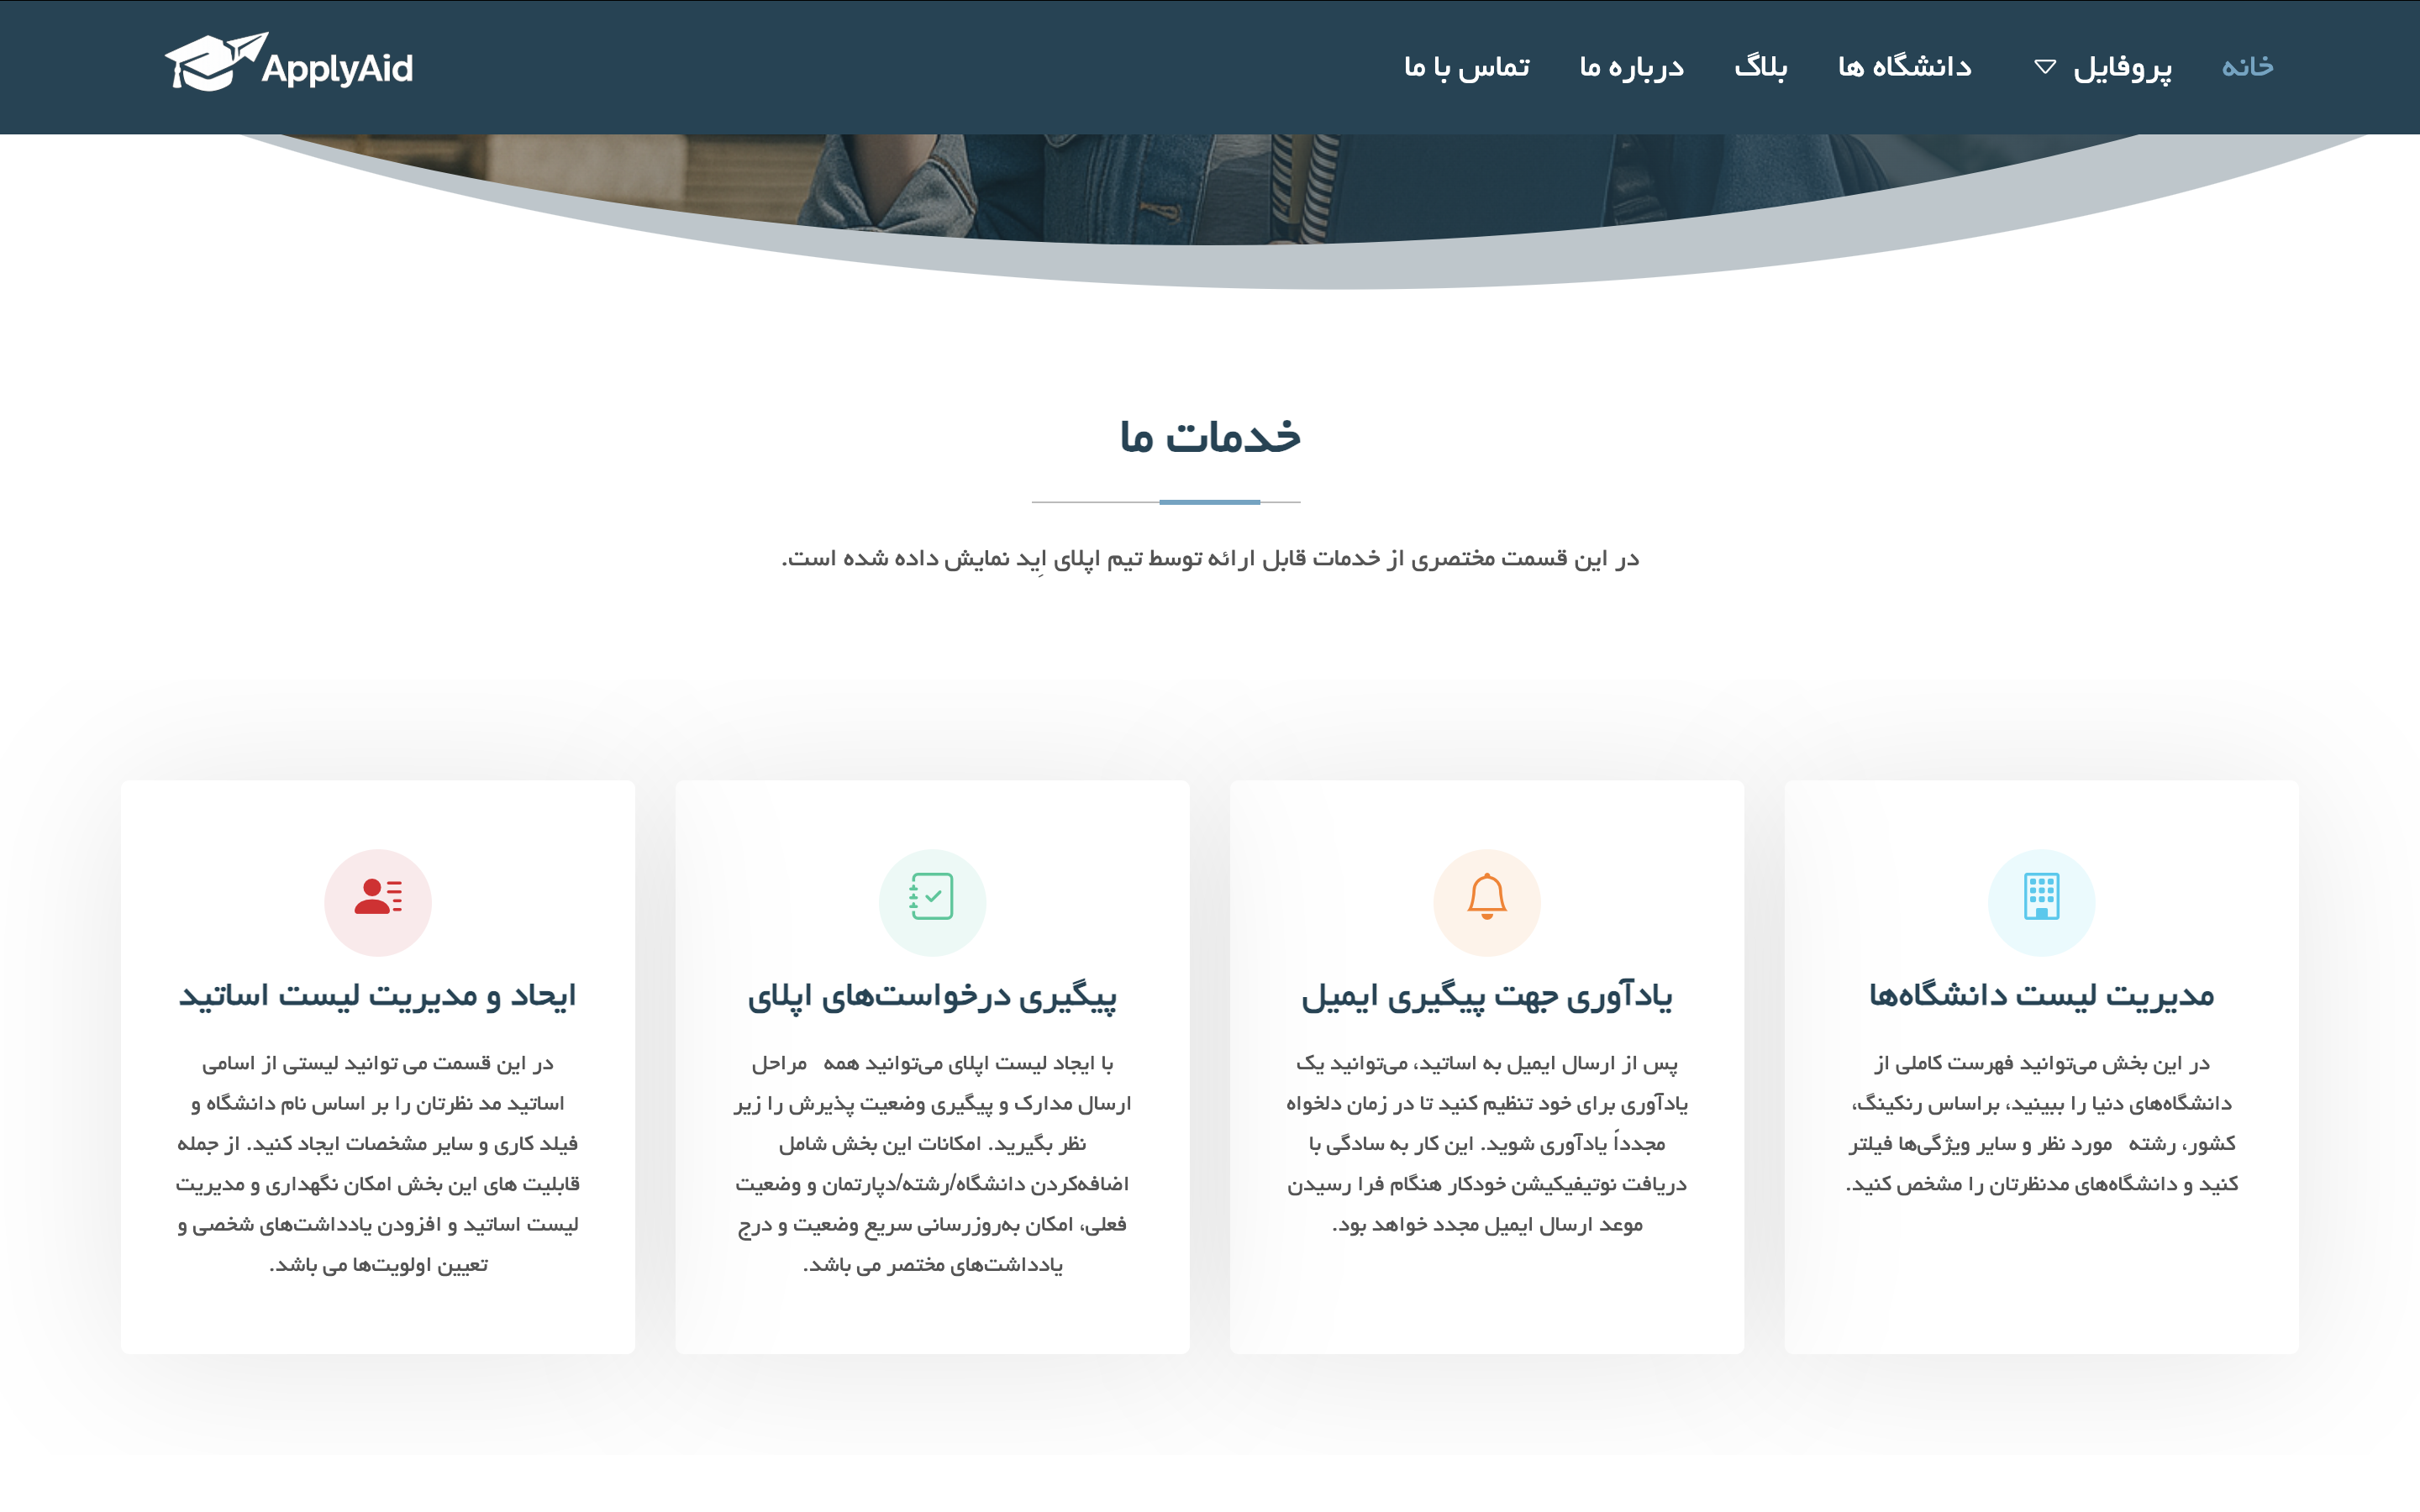 خانه
پروفایل
دانشگاه ها
بلاگ
درباره ما
تماس با ما
ApplyAid
خدمات ما
در این قسمت مختصری از خدمات قابل ارائه توسط تیم اپلای اِید نمایش داده شده است.
مدیریت لیست دانشگاه‌ها
در این بخش می‌توانید فهرست کاملی از
دانشگاه‌های دنیا را ببینید، براساس رنکینگ،
کشور، رشته مورد نظر و سایر ویژگی‌ها فیلتر
کنید و دانشگاه‌های مدنظرتان را مشخص کنید.
یادآوری جهت پیگیری ایمیل
پس از ارسال ایمیل به اساتید، می‌توانید یک
یادآوری برای خود تنظیم کنید تا در زمان دلخواه
مجدداً یادآوری شوید. این کار به سادگی با
دریافت نوتیفیکیشن خودکار هنگام فرا رسیدن
موعد ارسال ایمیل مجدد خواهد بود.
پیگیری درخواست‌های اپلای
با ایجاد لیست اپلای می‌توانید همه مراحل
ارسال مدارک و پیگیری وضعیت پذیرش را زیر
نظر بگیرید. امکانات این بخش شامل
اضافه‌کردن دانشگاه/رشته/دپارتمان و وضعیت
فعلی، امکان به‌روزرسانی سریع وضعیت و درج
یادداشت‌های مختصر می باشد.
ایحاد و مدیریت لیست اساتید
در این قسمت می توانید لیستی از اسامی
اساتید مد نظرتان را بر اساس نام دانشگاه و
فیلد کاری و سایر مشخصات ایجاد کنید. از جمله
قابلیت های این بخش امکان نگهداری و مدیریت
لیست اساتید و افزودن یادداشت‌های شخصی و
تعیین اولویت‌ها می باشد.